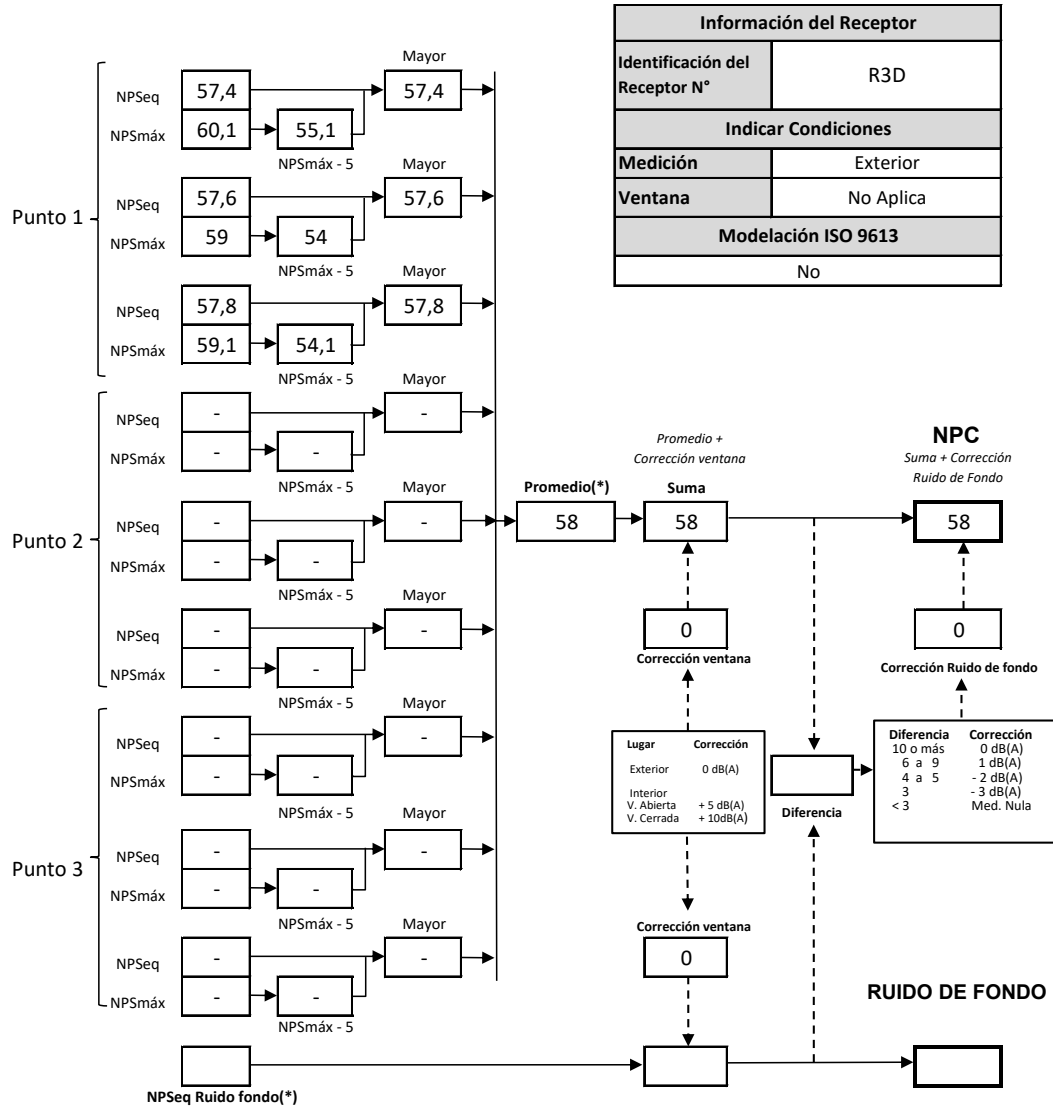 Información del Receptor
Identificación del Receptor N°
R3D
Indicar Condiciones
Medición
Exterior
Ventana
No Aplica
Modelación ISO 9613
No
Punto 1
Mayor
NPSeq
57,4
57,4
NPSmáx
60,1
55,1
NPSmáx - 5
Mayor
NPSeq
57,6
57,6
NPSmáx
59
54
NPSmáx - 5
Mayor
NPSeq
57,8
57,8
NPSmáx
59,1
54,1
NPSmáx - 5
Punto 2
Mayor
NPSeq
-
-
NPSmáx
-
-
NPSmáx - 5
Mayor
NPSeq
-
-
NPSmáx
-
-
NPSmáx - 5
Mayor
NPSeq
-
-
NPSmáx
-
-
NPSmáx - 5
Punto 3
Mayor
NPSeq
-
-
NPSmáx
-
-
NPSmáx - 5
Mayor
NPSeq
-
-
NPSmáx
-
-
NPSmáx - 5
Mayor
NPSeq
-
-
NPSmáx
-
-
NPSmáx - 5
NPSeq Ruido fondo(*)
Promedio(*)
58
Promedio +
Corrección ventana
Suma
58
0
Corrección ventana
Lugar Corrección
Exterior 0 dB(A)
Interior
V. Abierta + 5 dB(A)
V. Cerrada + 10dB(A)
Corrección ventana
0
Diferencia
NPC
Suma + Corrección
Ruido de Fondo
58
0
Corrección Ruido de fondo
Diferencia Corrección
10 o más 0 dB(A)
6 a 9 1 dB(A)
4 a 5 - 2 dB(A)
3 - 3 dB(A)
< 3 Med. Nula
RUIDO DE FONDO